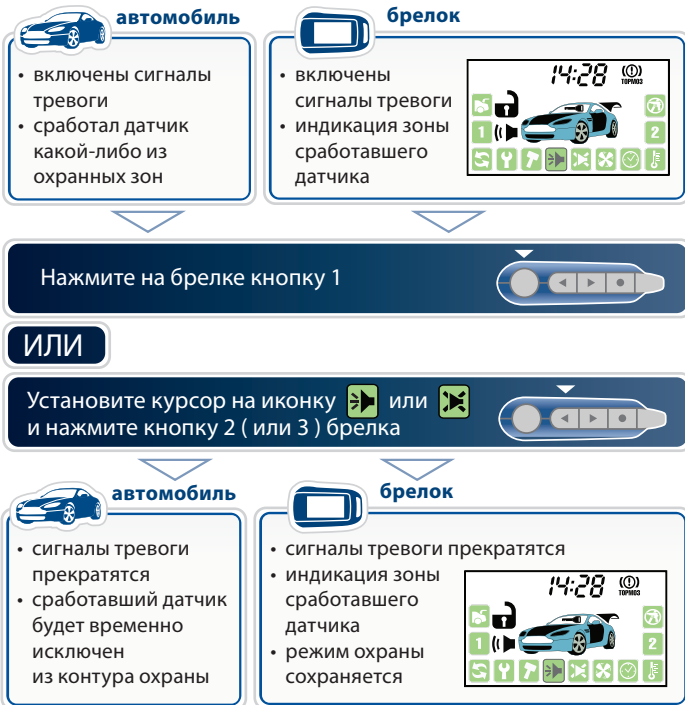 автомобиль
• включены сигналы
тревоги
• сработал датчик
какой-либо из
охранных зон
брелок
• включены
сигналы тревоги
• индикация зоны
сработавшего
датчика
14:28
ТОРМОЗ
1
2
Нажмите на брелке кнопку 1
ИЛИ
Установите курсор на иконку или
и нажмите кнопку 2 ( или 3 ) брелка
автомобиль
• сигналы тревоги
прекратятся
• сработавший датчик
будет временно
исключен
из контура охраны
брелок
• сигналы тревоги прекратятся
• индикация зоны
сработавшего
датчика
• режим охраны
сохраняется
14:28
ТОРМОЗ
1
2